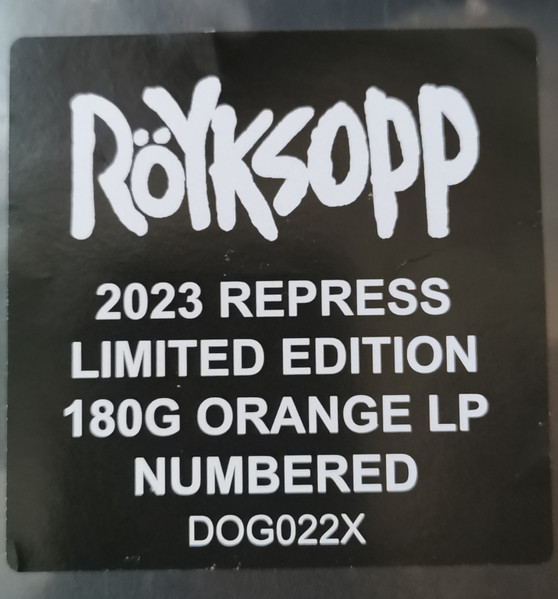 RöYKSOPP
2023 REPRESS
LIMITED EDITION
180G ORANGE LP
NUMBERED
DOG022X